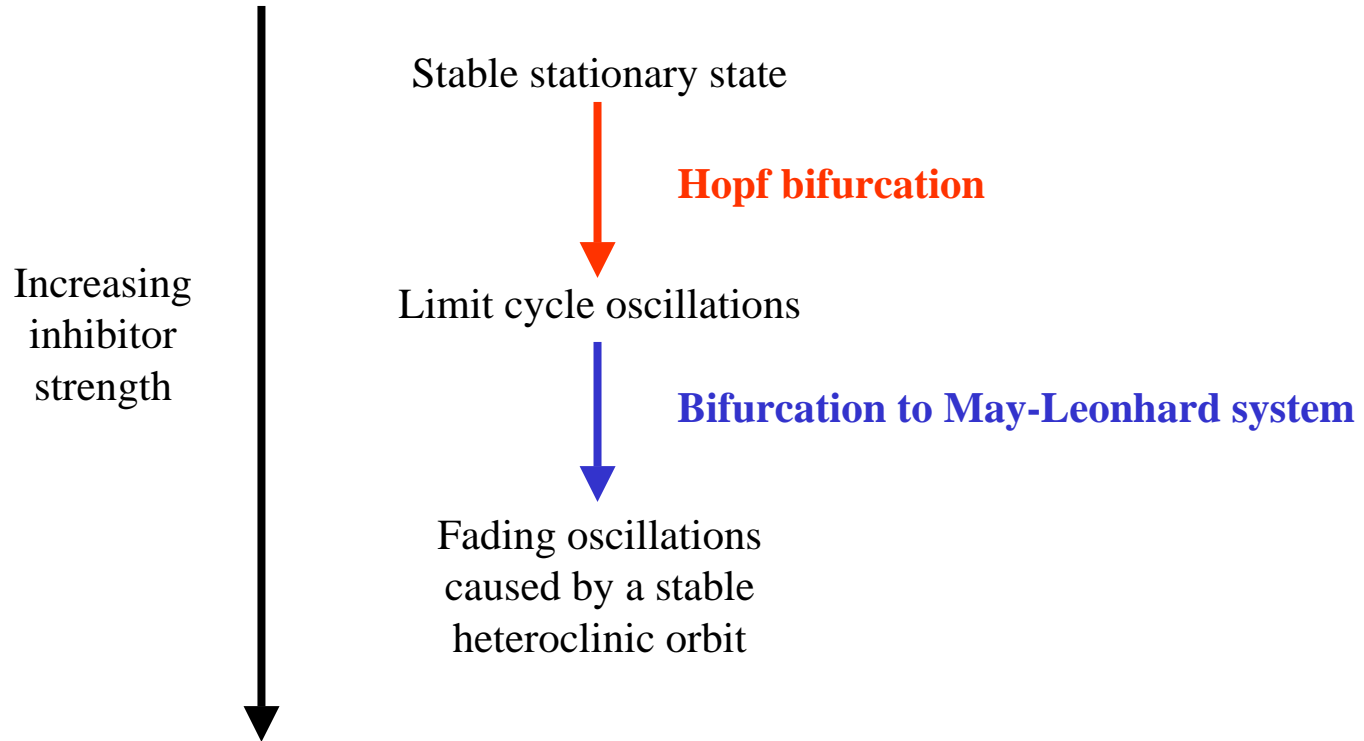 Stable stationary state
Hopf bifurcation
Increasing
inhibitor
strength
Limit cycle oscillations
Bifurcation to May-Leonhard system
Fading oscillations
caused by a stable
heteroclinic orbit